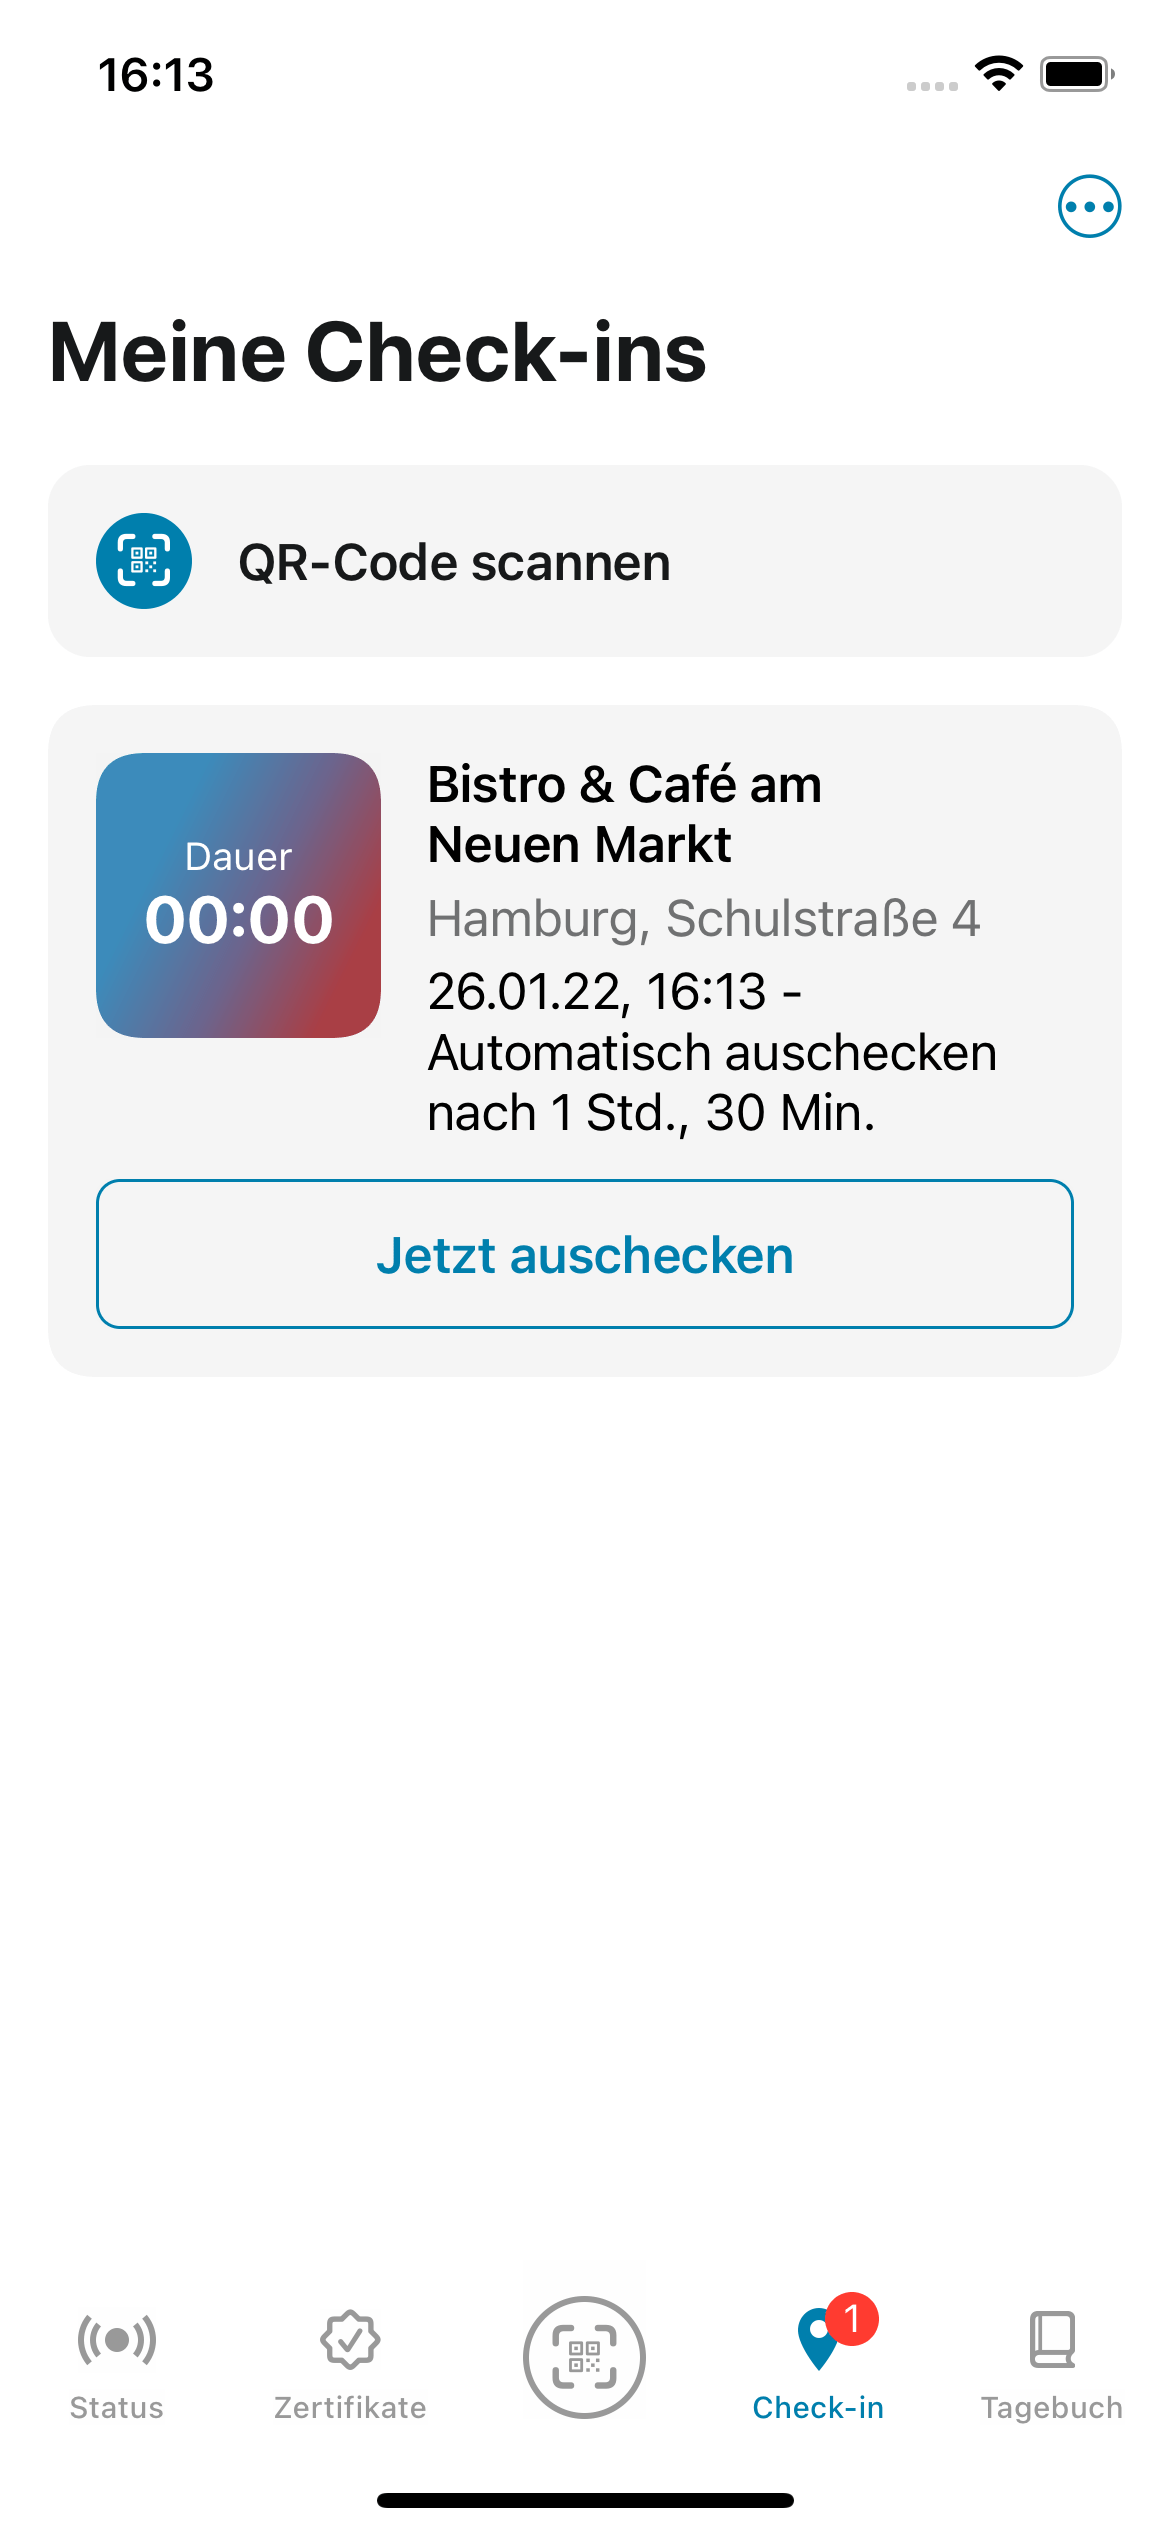 16:13
Meine Check-ins
QR-Code scannen
Dauer
00:00
Bistro & Café am
Neuen Markt
Hamburg, Schulstraße 4
26.01.22, 16:13 -
Automatisch auschecken
nach 1 Std., 30 Min.
Jetzt auschecken
1
Status
Zertifikate
Check-in
Tagebuch